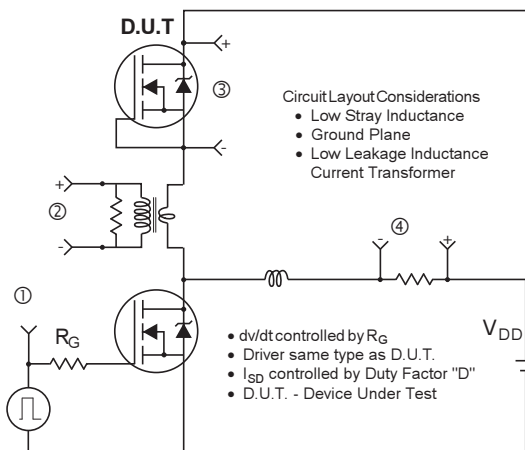 D.U.T
+
③
-
Circuit Layout Considerations
• Low Stray Inductance
• Ground Plane
• Low Leakage Inductance
Current Transformer
+
②
-
④
- +
①
RG
VDD
• dv/dt controlled by RG
• Driver same type as D.U.T.
• ISD controlled by Duty Factor "D"
• D.U.T. - Device Under Test